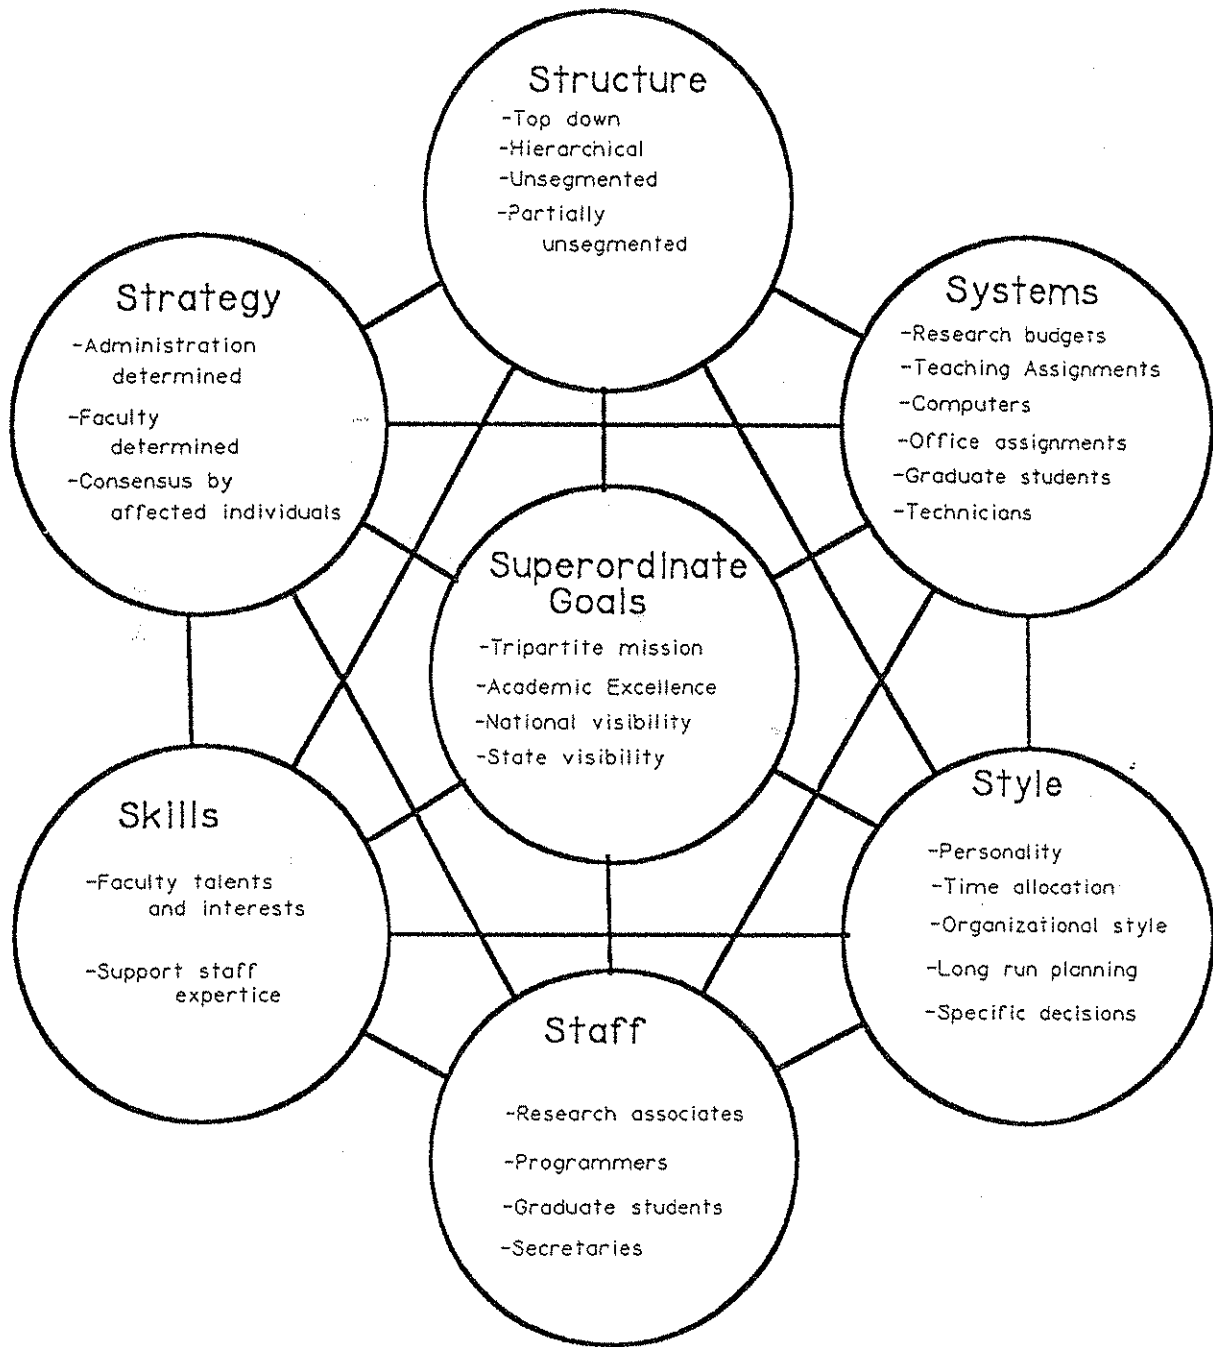 Structure
-Top down
-Hierarchical
-Unsegmented
-Partially
unsegmented
Strategy
-Administration
determined
-Faculty
determined
-Consensus by
affected individuals
Systems
-Research budgets
-Teaching Assignments
-Computers
-Office assignments
-Graduate students
-Technicians
Superordinate
Goals
-Tripartite mission
-Academic Excellence
-National visibility
-State visibility
Skills
-Faculty talents
and interests
-Support staff
expertice
Style
-Personality
-Time allocation
-Organizational style
-Long run planning
-Specific decisions
Staff
-Research associates
-Programmers
-Graduate students
-Secretaries